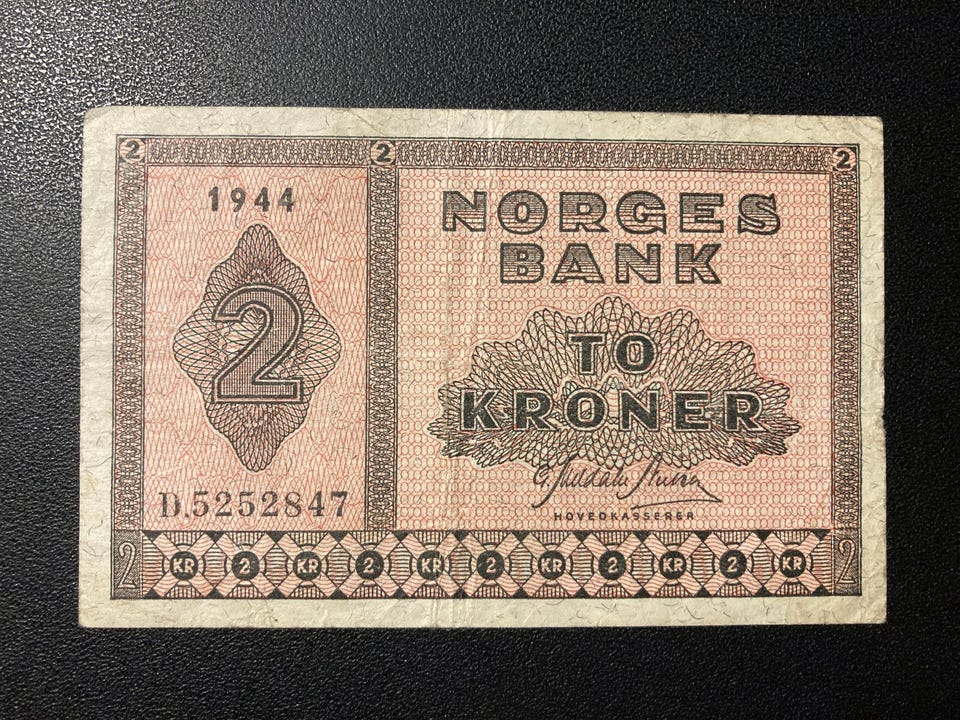 2 2 2
1944
NORGES
BANK
2
TO
KRONER
D.5252847
HOVEDKASSERER
2 KR 2 KR 2 KR 2 KR 2 KR 2 KR 2